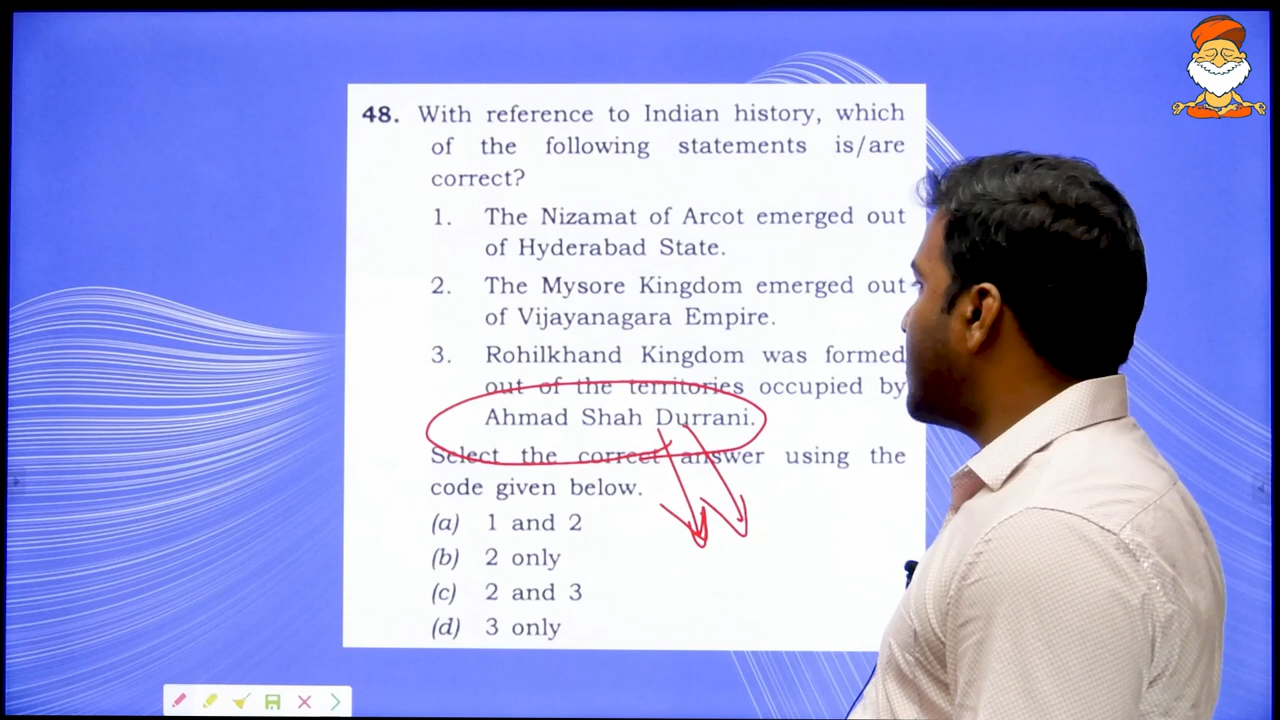 48. With reference to Indian history, which
of the following statements is/are
correct?
1. The Nizamat of Arcot emerged out
of Hyderabad State.
2. The Mysore Kingdom emerged out
of Vijayanagara Empire.
3. Rohilkhand Kingdom was formed
out of the territories occupied by
Ahmad Shah Durrani.
Select the correct answer using the
code given below.
(a) 1 and 2
(b) 2 only
(c) 2 and 3
(d) 3 only